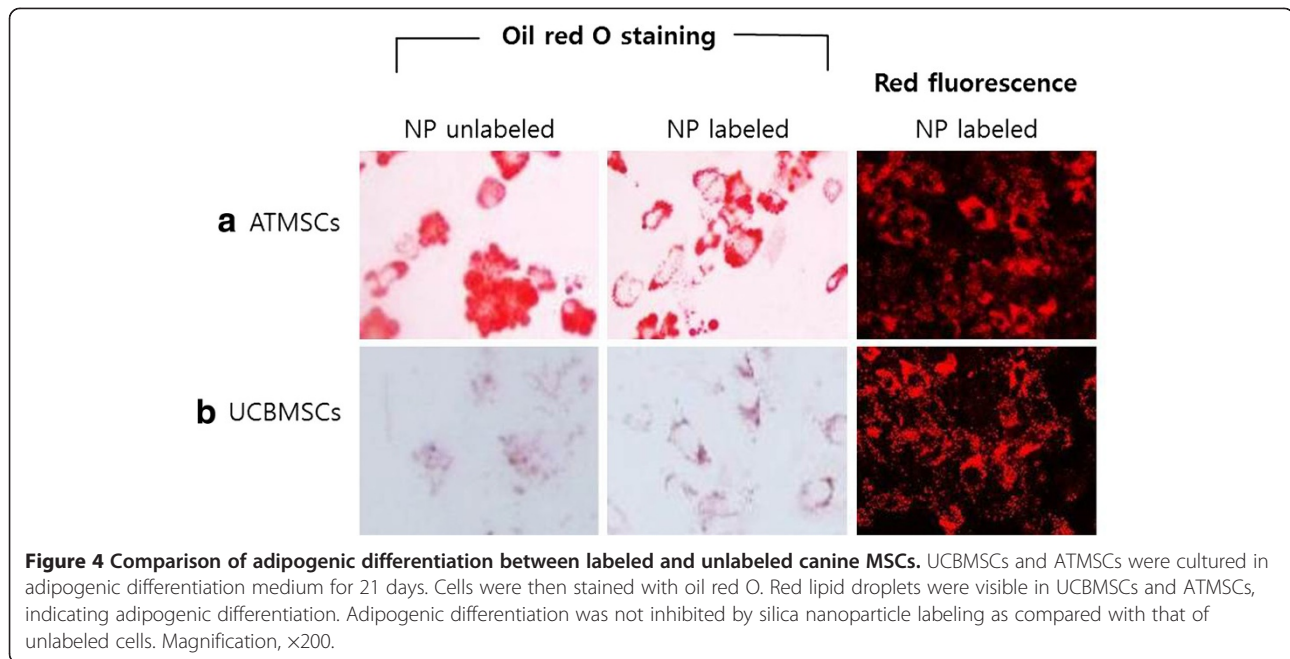 Oil red O staining
Red fluorescence
NP unlabeled NP labeled NP labeled
a ATMSCs
b UCBMSCs
Figure 4 Comparison of adipogenic differentiation between labeled and unlabeled canine MSCs. UCBMSCs and ATMSCs were cultured in
adipogenic differentiation medium for 21 days. Cells were then stained with oil red O. Red lipid droplets were visible in UCBMSCs and ATMSCs,
indicating adipogenic differentiation. Adipogenic differentiation was not inhibited by silica nanoparticle labeling as compared with that of
unlabeled cells. Magnification, ×200.